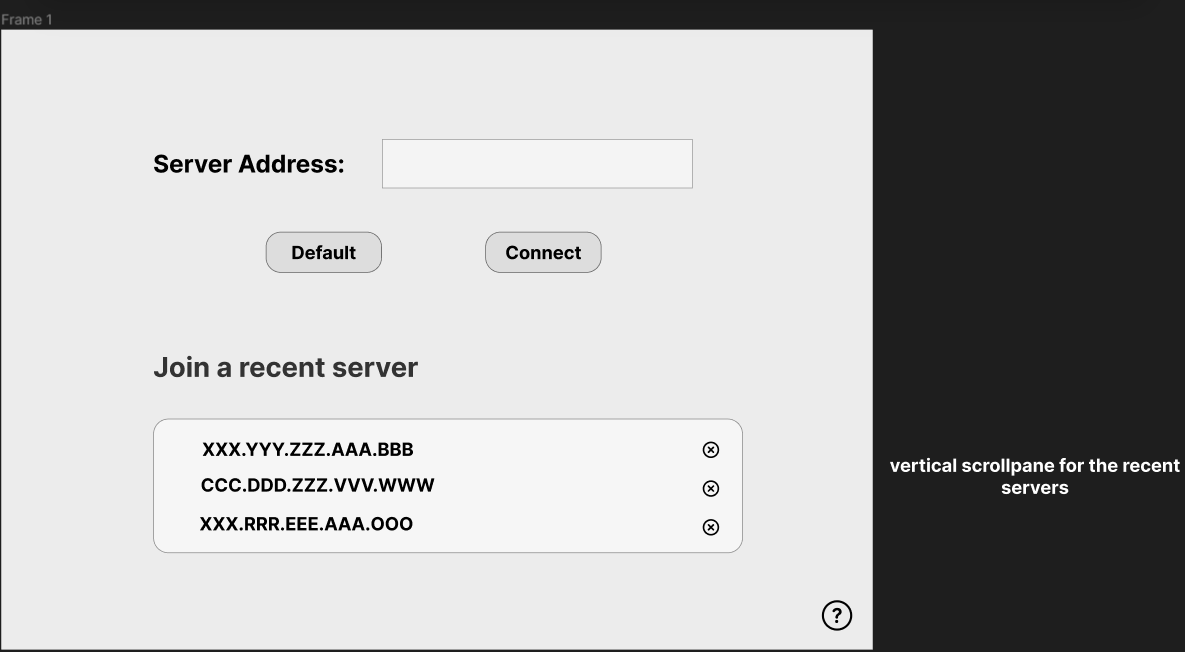 Frame 1
Server Address:
Default
Connect
Join a recent server
XXX.YYY.ZZZ.AAA.BBB
CCC.DDD.ZZZ.VVV.WWW
XXX.RRR.EEE.AAA.OOO
vertical scrollpane for the recent
servers
?